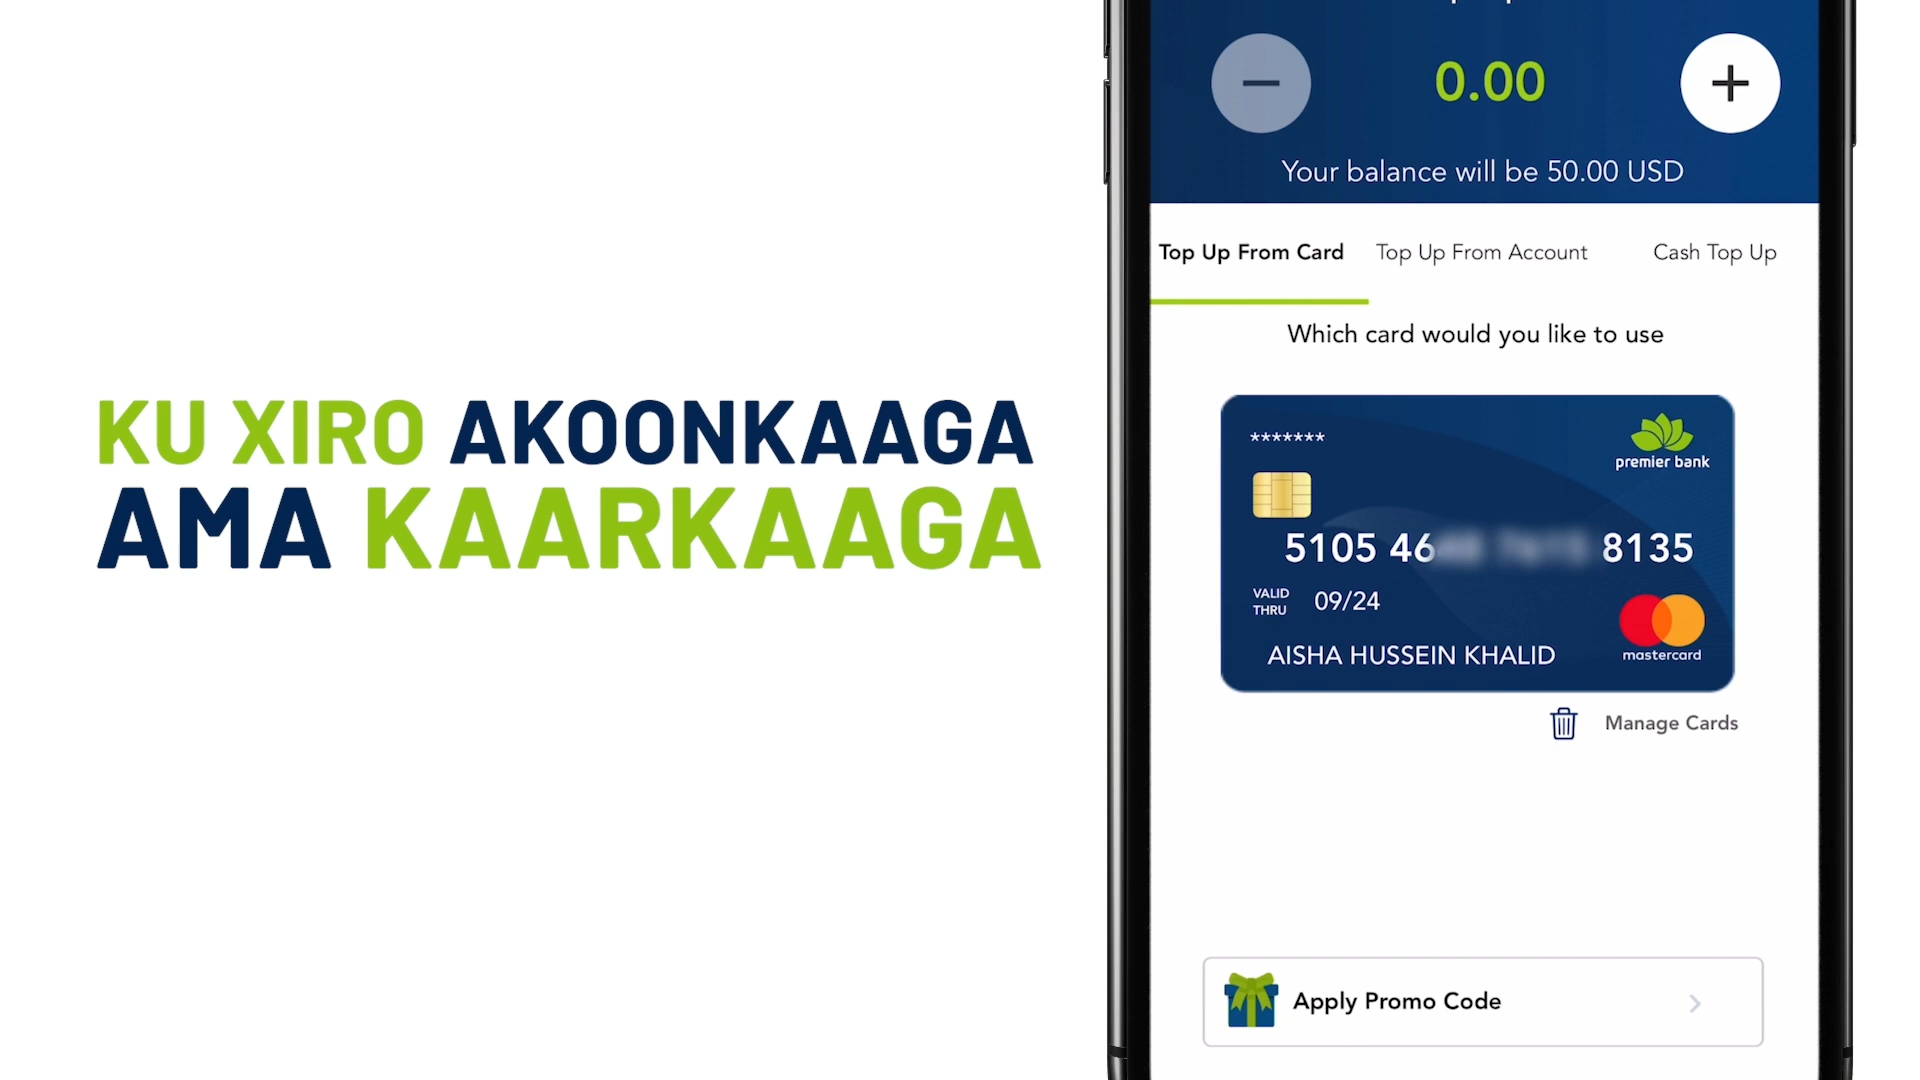 KU XIRO AKOONKAAGA
AMA KAARKAAGA
0.00
Your balance will be 50.00 USD
Top Up From Card Top Up From Account Cash Top Up
Which card would you like to use
*******
premier bank
5105 46 8135
VALID THRU 09/24
AISHA HUSSEIN KHALID
mastercard
Manage Cards
Apply Promo Code